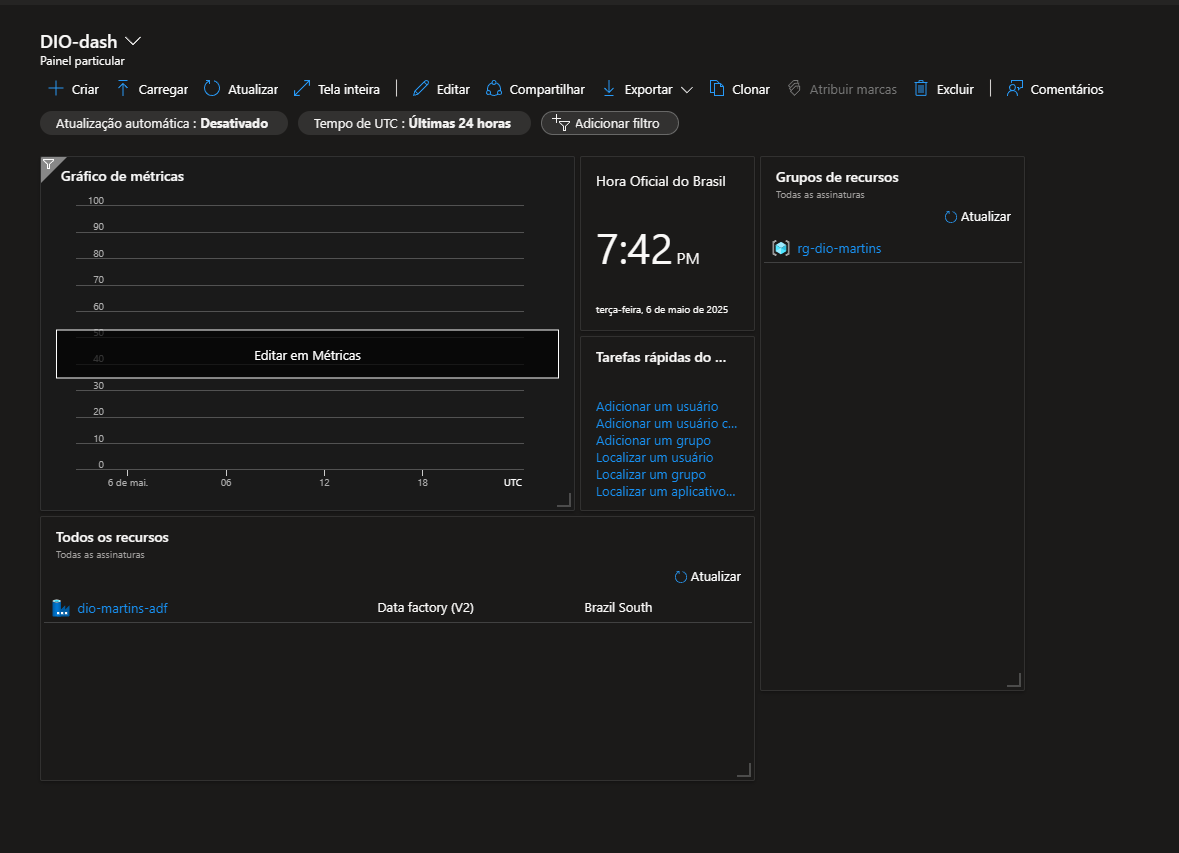 DIO-dash
Painel particular
Criar Carregar Atualizar Tela inteira Editar Compartilhar Exportar Clonar Atribuir marcas Excluir Comentários
Atualização automática : Desativado Tempo de UTC : Últimas 24 horas Adicionar filtro
Gráfico de métricas
100
90
80
70
60
50
40
30
20
10
0
6 de mai. 06 12 18 UTC
Editar em Métricas
Hora Oficial do Brasil
7:42 PM
terça-feira, 6 de maio de 2025
Tarefas rápidas do ...
Adicionar um usuário
Adicionar um usuário c...
Adicionar um grupo
Localizar um usuário
Localizar um grupo
Localizar um aplicativo...
Grupos de recursos
Todas as assinaturas
Atualizar
rg-dio-martins
Todos os recursos
Todas as assinaturas
Atualizar
dio-martins-adf Data factory (V2) Brazil South